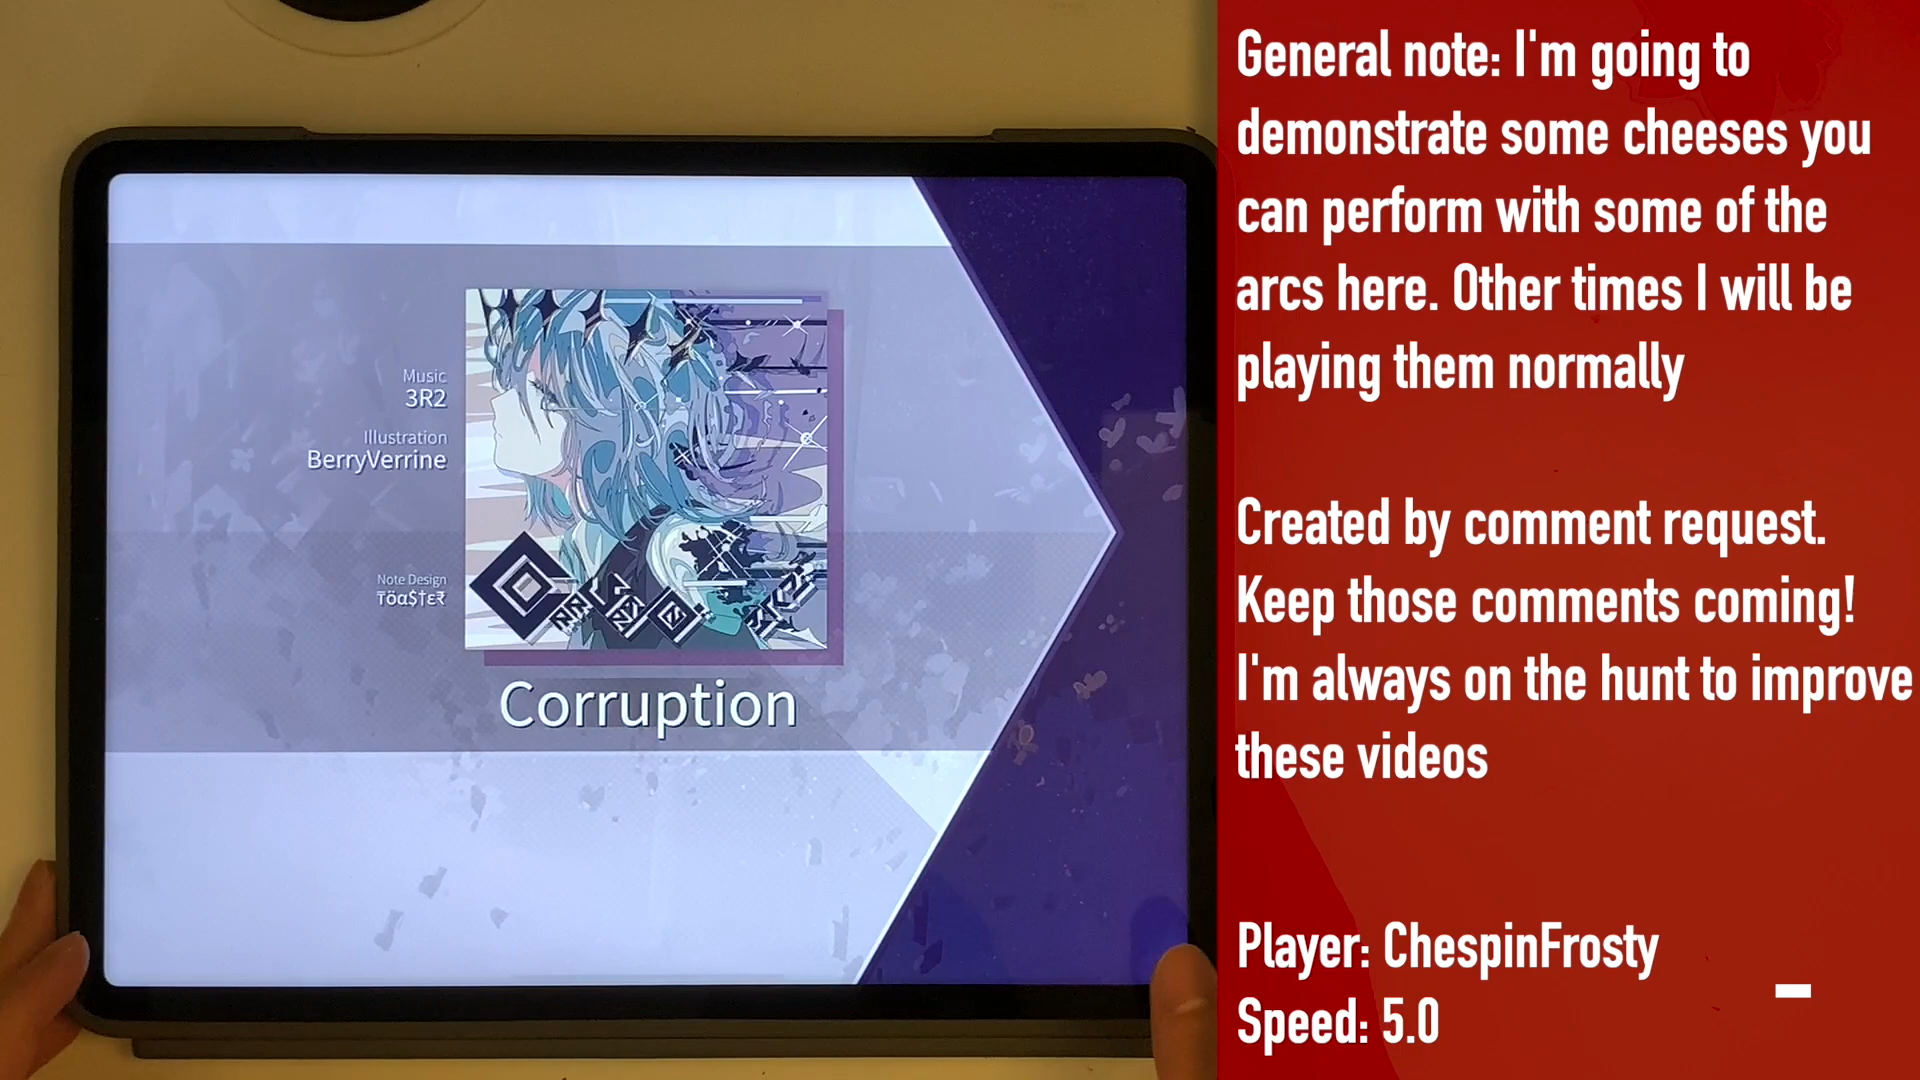 Music
3R2
Illustration
BerryVerrine
Note Design
₸öα$†ε₹
Corruption
General note: I'm going to
demonstrate some cheeses you
can perform with some of the
arcs here. Other times I will be
playing them normally
Created by comment request.
Keep those comments coming!
I'm always on the hunt to improve
these videos
Player: ChespinFrosty
Speed: 5.0